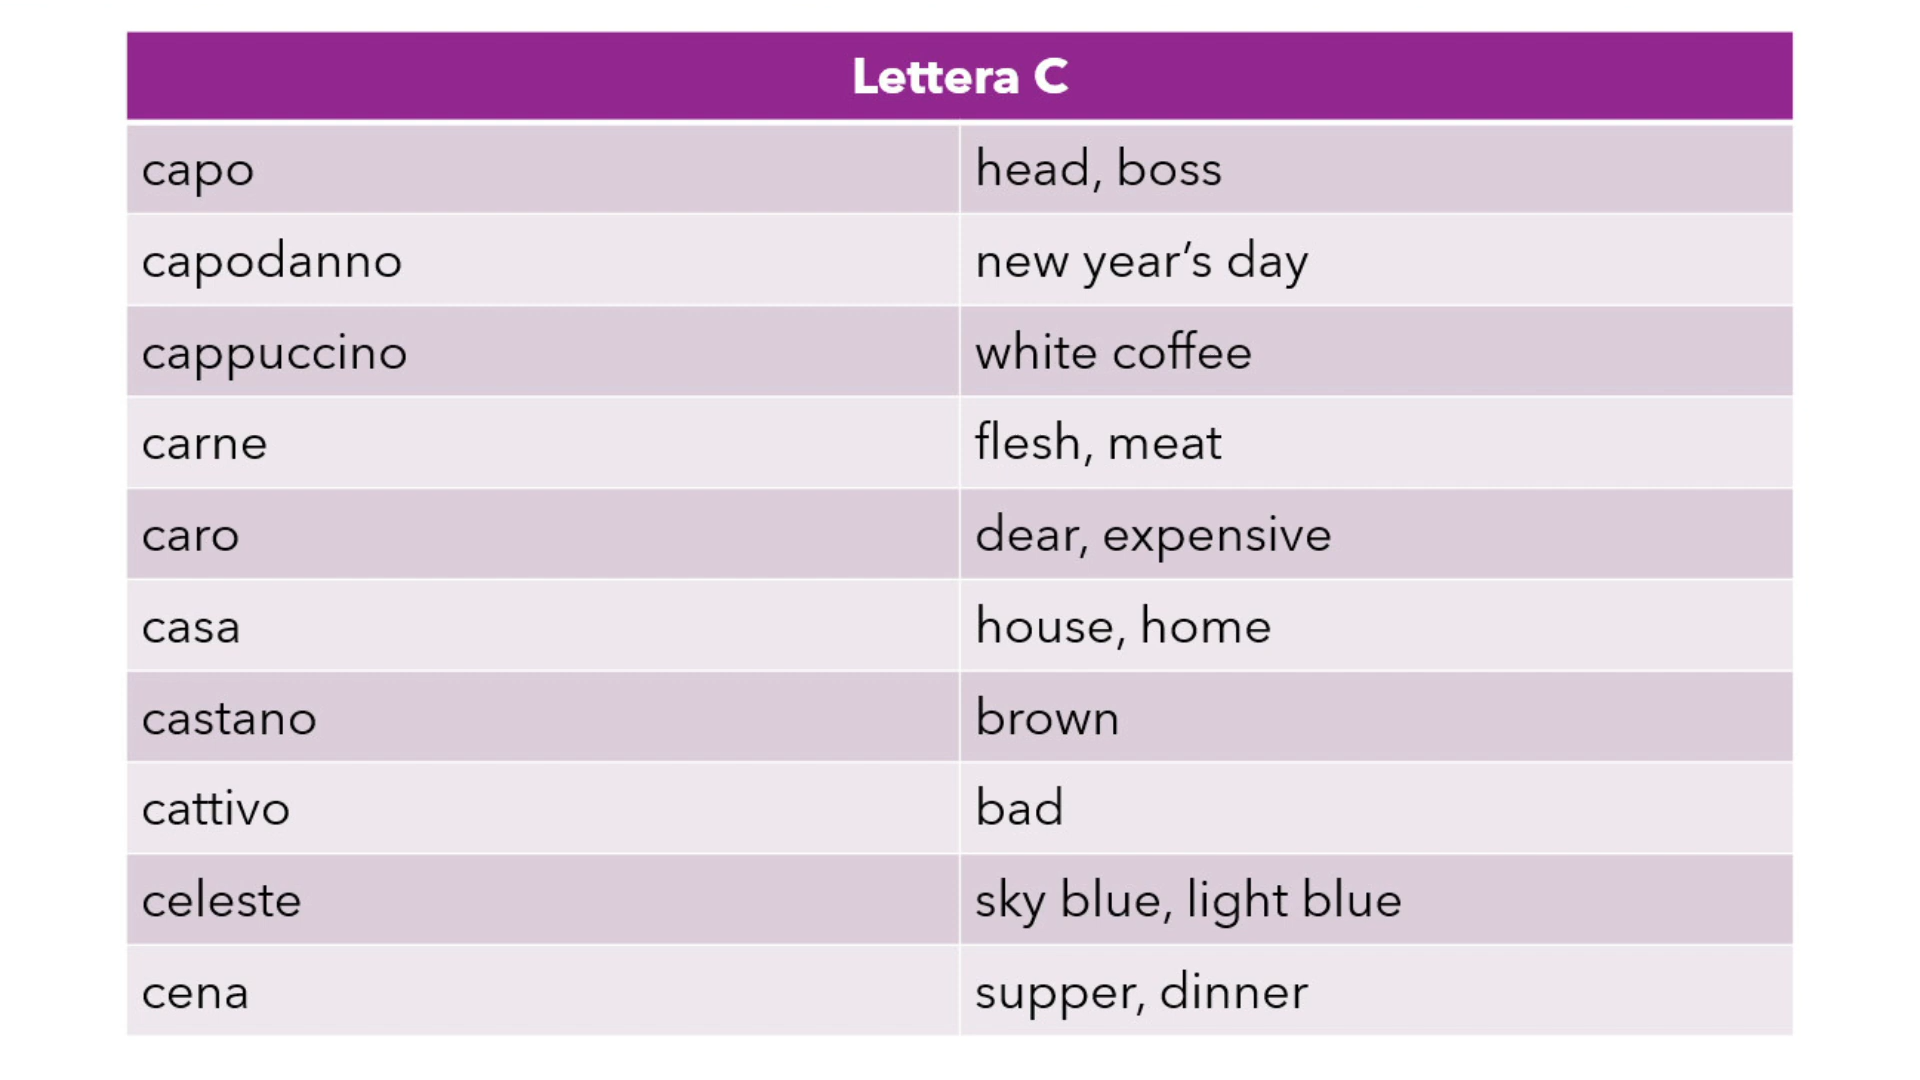 Lettera C
capo head, boss
capodanno new year’s day
cappuccino white coffee
carne flesh, meat
caro dear, expensive
casa house, home
castano brown
cattivo bad
celeste sky blue, light blue
cena supper, dinner